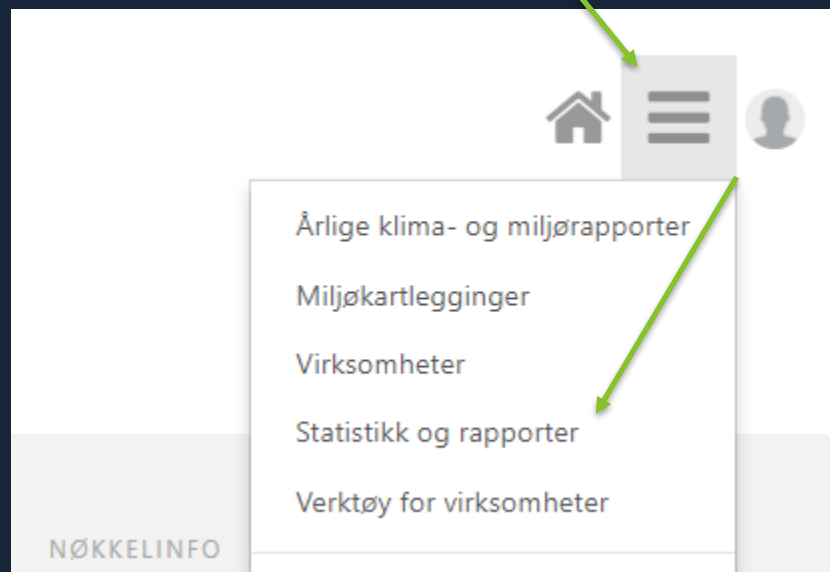 Årlige klima- og miljørapporter
Miljøkartlegginger
Virksomheter
Statistikk og rapporter
Verktøy for virksomheter
NØKKELINFO